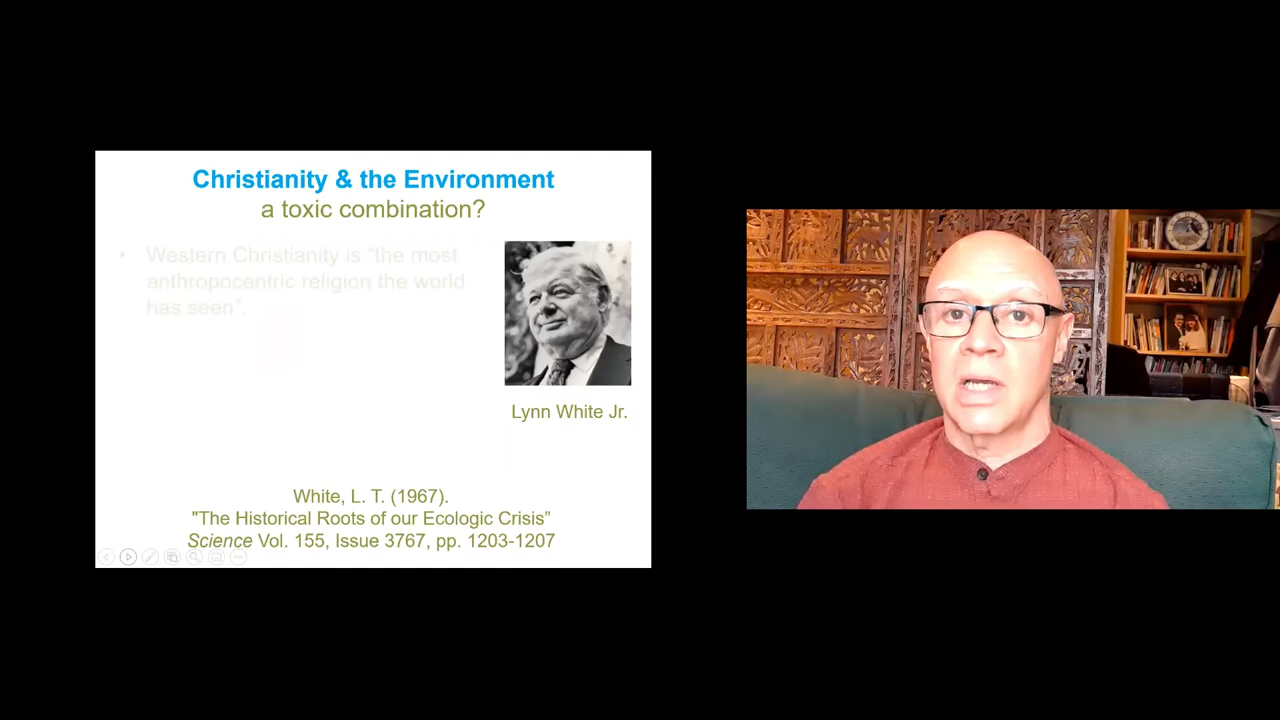 Christianity & the Environment
a toxic combination?
• Western Christianity is “the most
anthropocentric religion the world
has seen”.
Lynn White Jr.
White, L. T. (1967).
"The Historical Roots of our Ecologic Crisis”
Science Vol. 155, Issue 3767, pp. 1203-1207